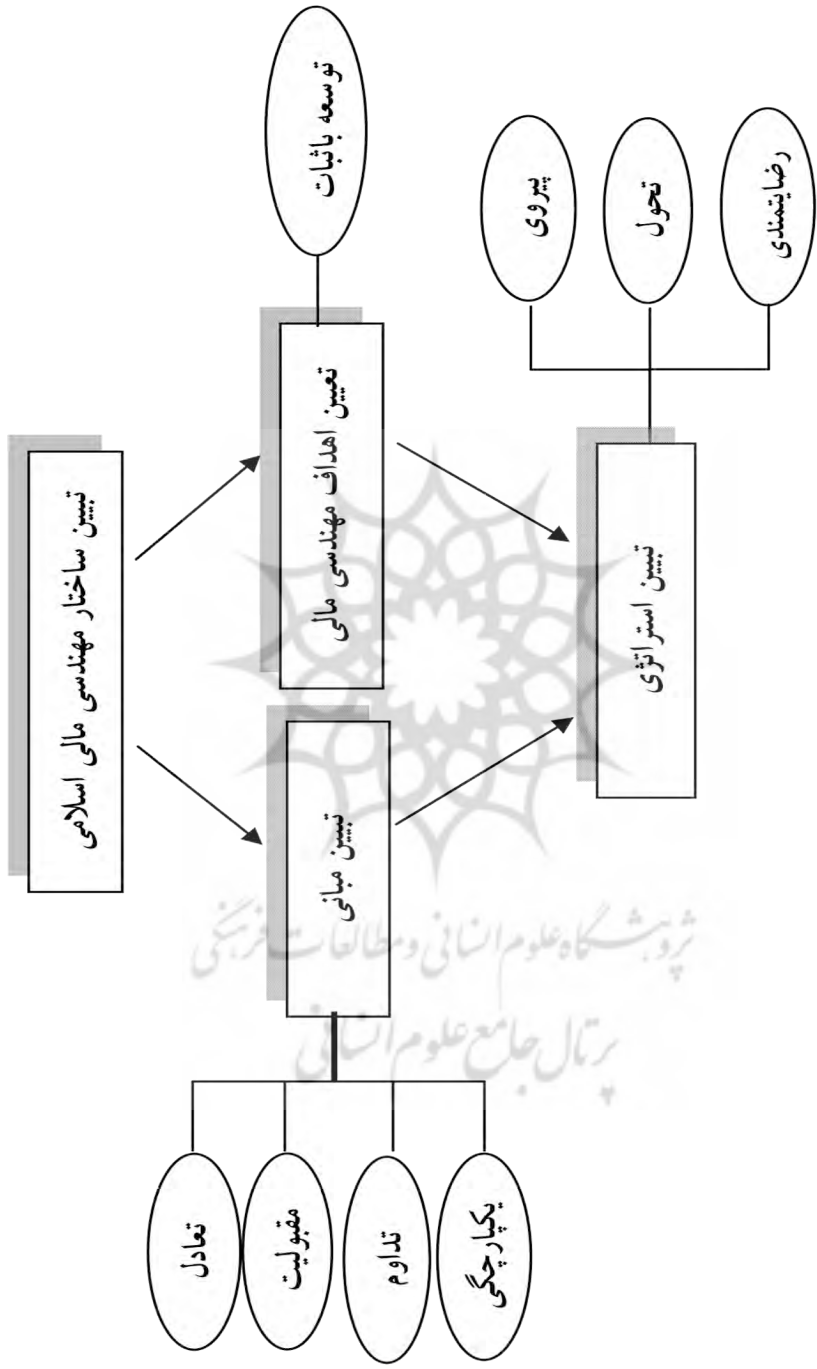 تبیین ساختار مهندسی مالی اسلامی
تعیین اهداف مهندسی مالی
توسعه باثبات
تبیین مبانی
تعادل
مقبولیت
تداوم
یکپارچگی
تبیین استراتژی
پیروی
تحول
رضایتمندی
پژوهشگاه علوم انسانی و مطالعات فرهنگی
پرتال جامع علوم انسانی